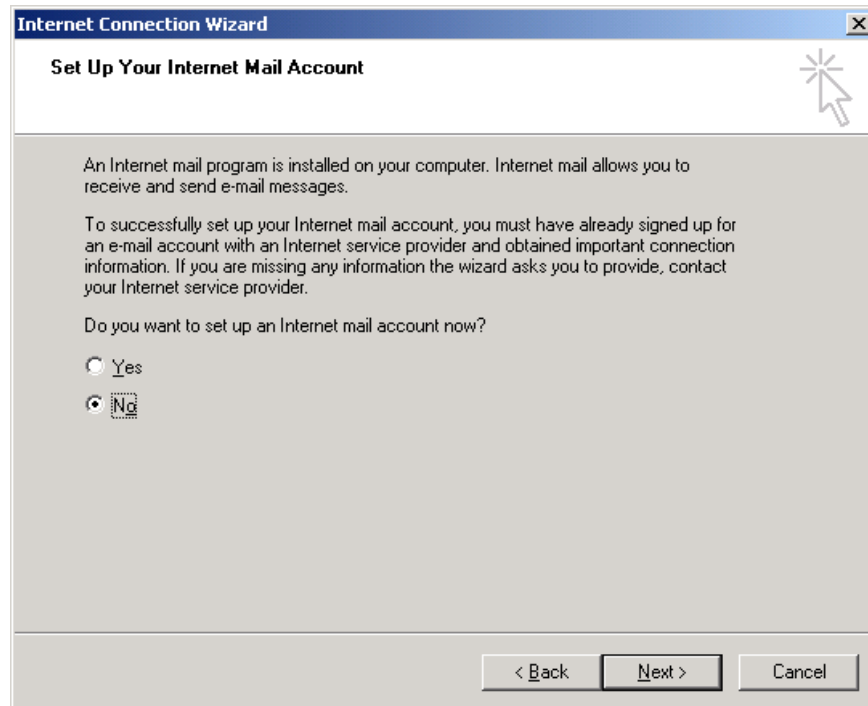 Internet Connection Wizard
Set Up Your Internet Mail Account
An Internet mail program is installed on your computer. Internet mail allows you to
receive and send e-mail messages.
To successfully set up your Internet mail account, you must have already signed up for
an e-mail account with an Internet service provider and obtained important connection
information. If you are missing any information the wizard asks you to provide, contact
your Internet service provider.
Do you want to set up an Internet mail account now?
Yes
No
< Back Next > Cancel